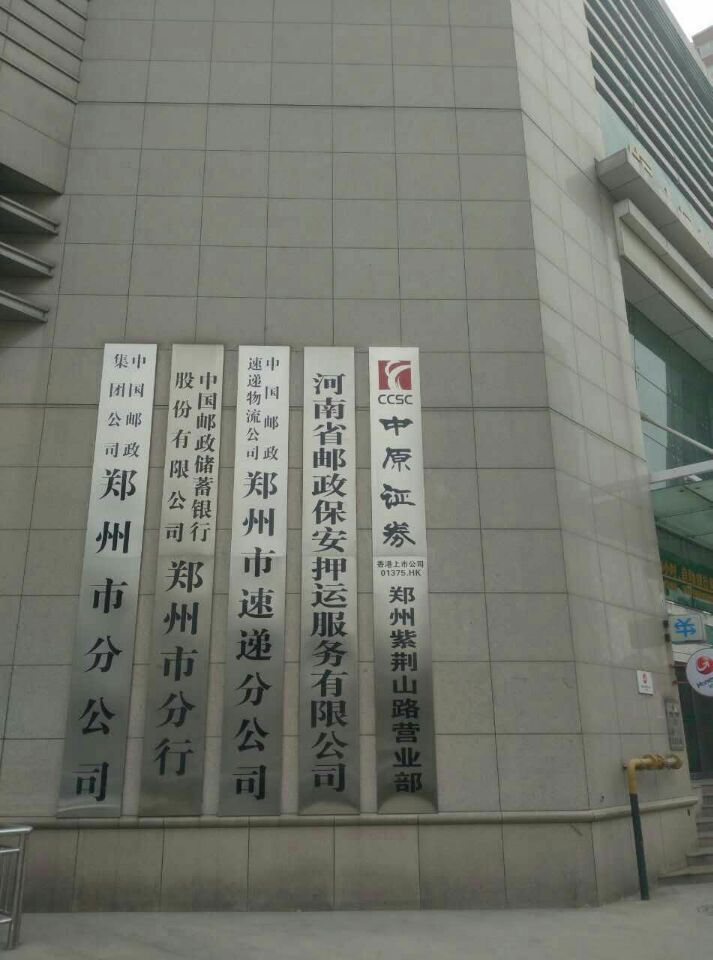 中国邮政
集团公司
郑州市分公司
中国邮政储蓄银行
股份有限公司
郑州市分行
中国邮政
速递物流公司
郑州市速递分公司
河南省邮政保安押运服务有限公司
CCSC
中原证券
香港上市公司
01375.HK
郑州紫荆山路营业部